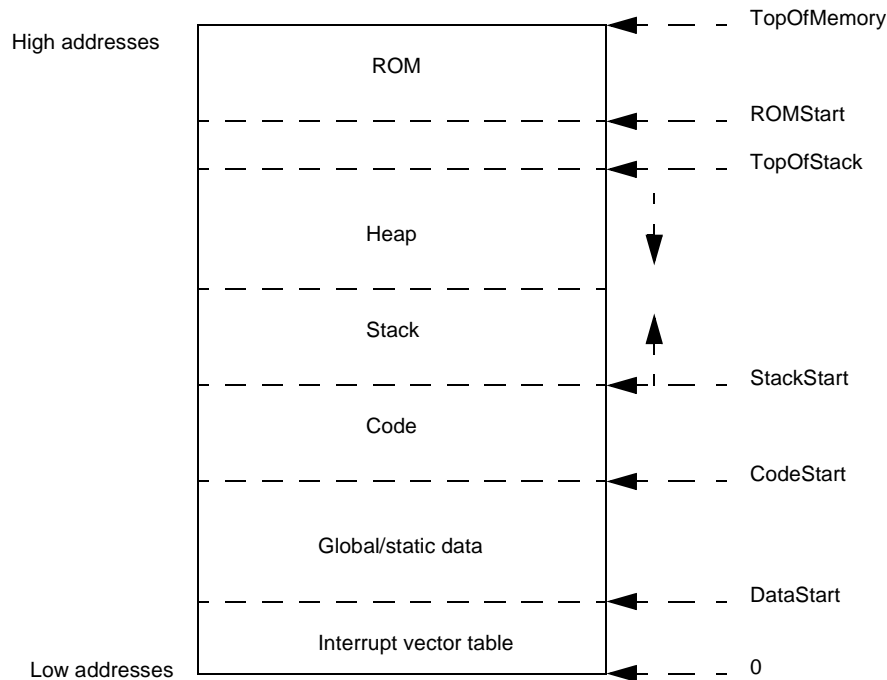 TopOfMemory
High addresses
ROM
ROMStart
TopOfStack
Heap
Stack
StackStart
Code
CodeStart
Global/static data
DataStart
Interrupt vector table
Low addresses
0